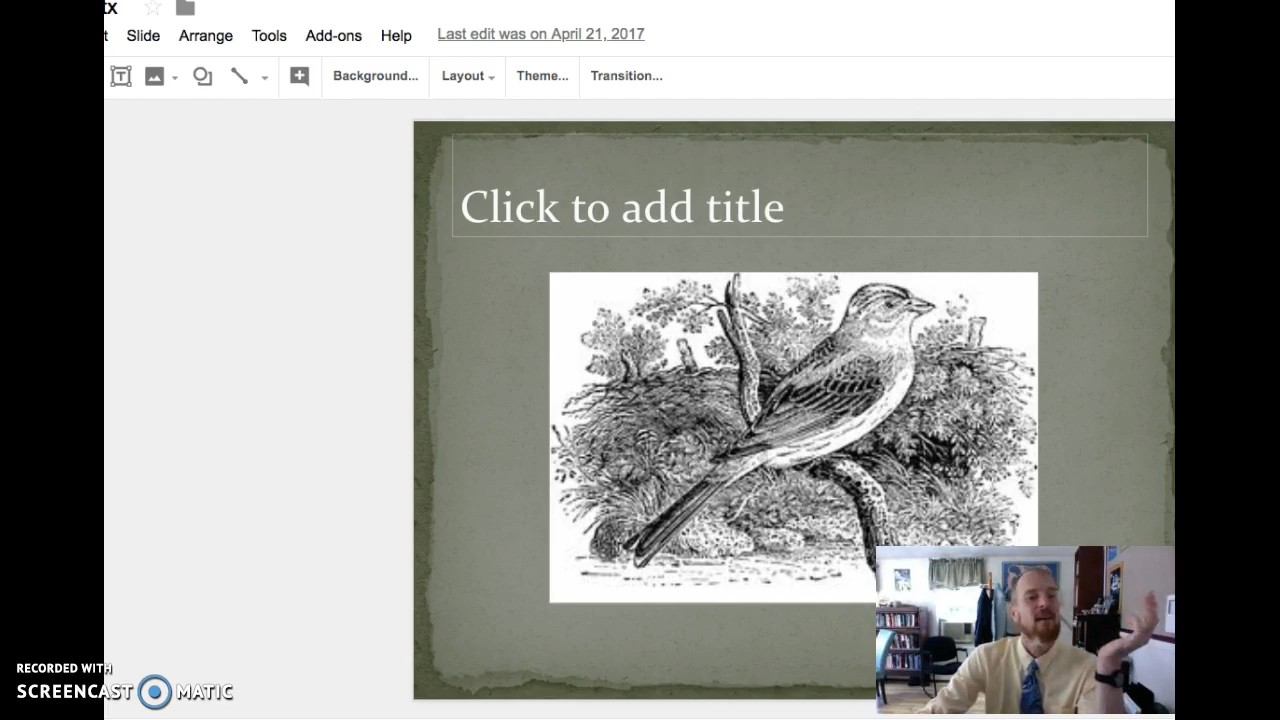 Slide Arrange Tools Add-ons Help Last edit was on April 21, 2017
Background... Layout Theme... Transition...
Click to add title
RECORDED WITH
SCREENCAST MATIC